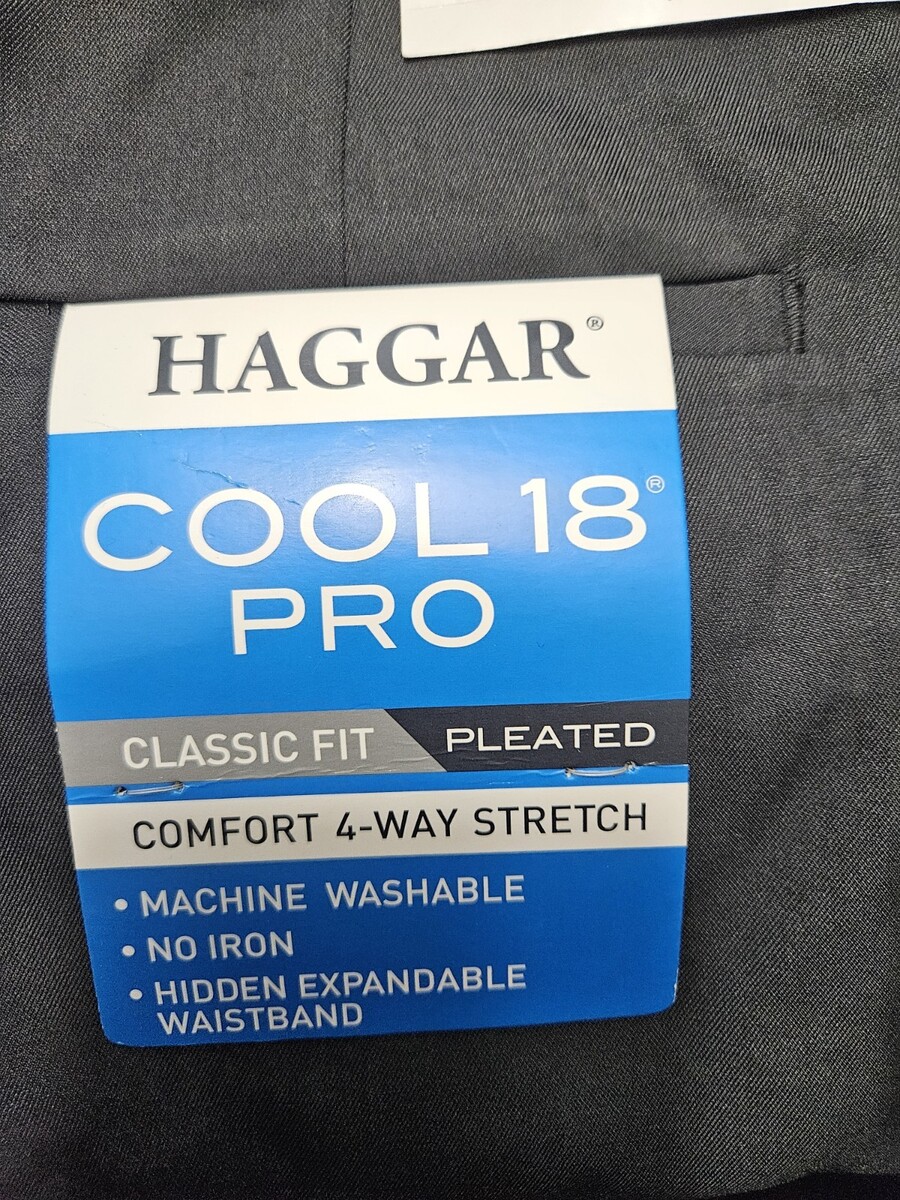 HAGGAR®
COOL 18®
PRO
CLASSIC FIT PLEATED
COMFORT 4-WAY STRETCH
• MACHINE WASHABLE
• NO IRON
• HIDDEN EXPANDABLE
WAISTBAND